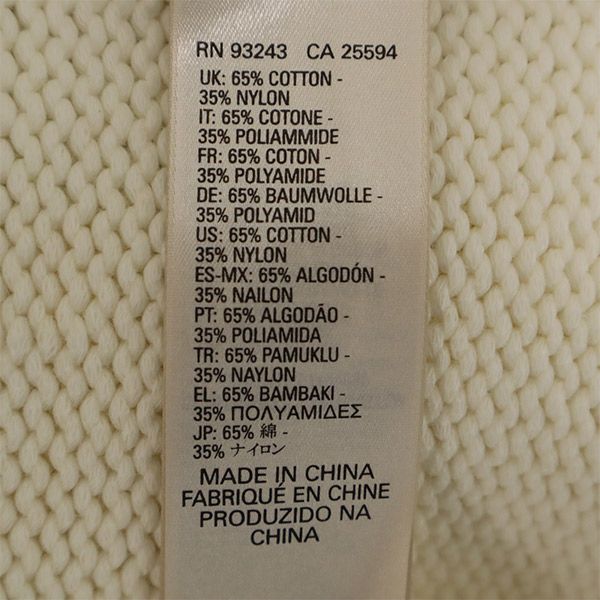 RN 93243 CA 25594
UK: 65% COTTON -
35% NYLON
IT: 65% COTONE -
35% POLIAMMIDE
FR: 65% COTON -
35% POLYAMIDE
DE: 65% BAUMWOLLE -
35% POLYAMID
US: 65% COTTON -
35% NYLON
ES-MX: 65% ALGODÓN -
35% NAILON
PT: 65% ALGODÃO -
35% POLIAMIDA
TR: 65% PAMUKLU -
35% NAYLON
EL: 65% BAMBAKI -
35% ΠΟΛΥΑΜΙΔΕΣ
JP: 65% 綿 -
35% ナイロン
MADE IN CHINA
FABRIQUÉ EN CHINE
PRODUZIDO NA
CHINA